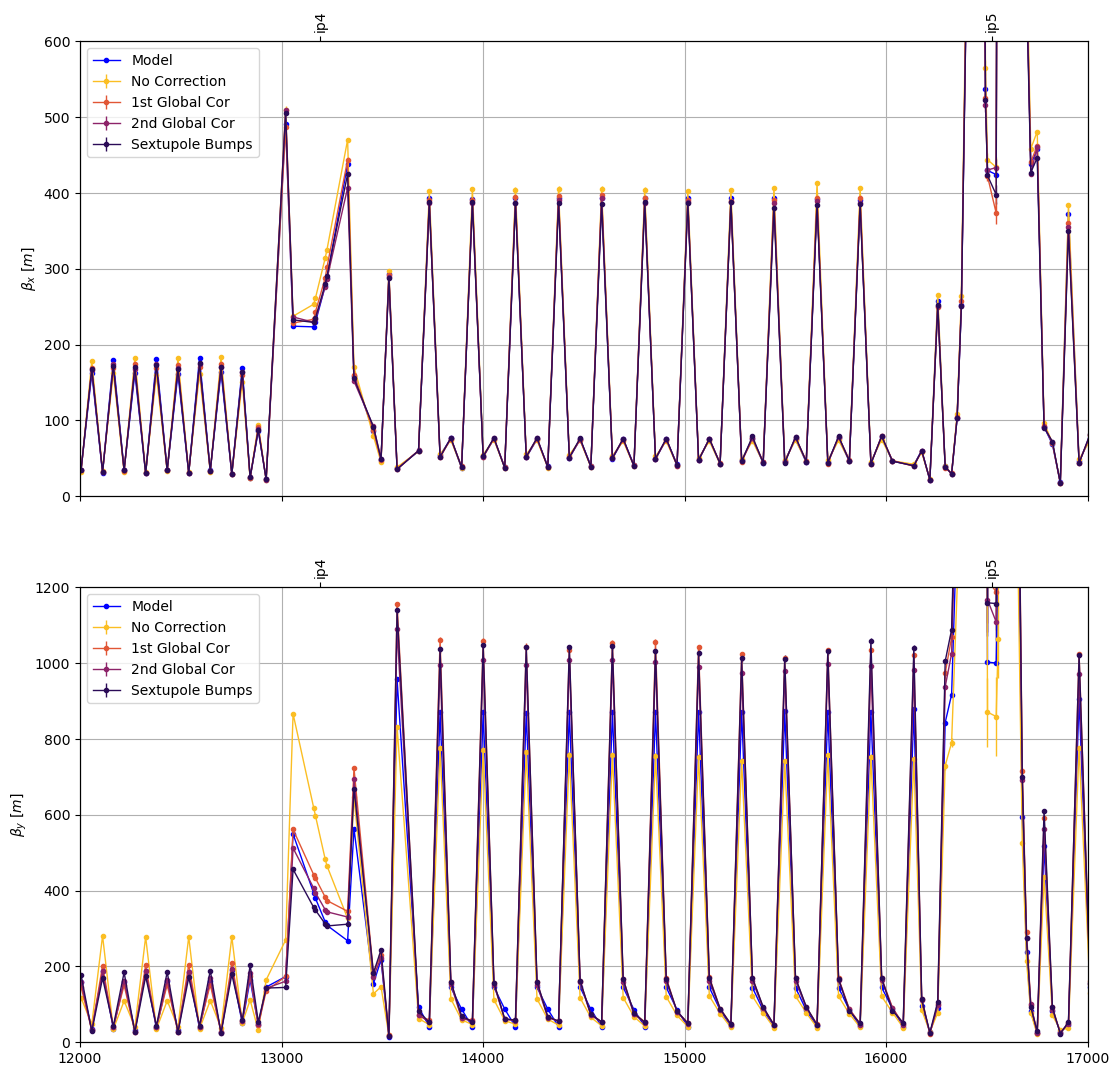 ip4
ip5
600
500
400
300
200
100
0
βx [m]
Model
No Correction
1st Global Cor
2nd Global Cor
Sextupole Bumps
ip4
ip5
1200
1000
800
600
400
200
0
βy [m]
Model
No Correction
1st Global Cor
2nd Global Cor
Sextupole Bumps
12000
13000
14000
15000
16000
17000